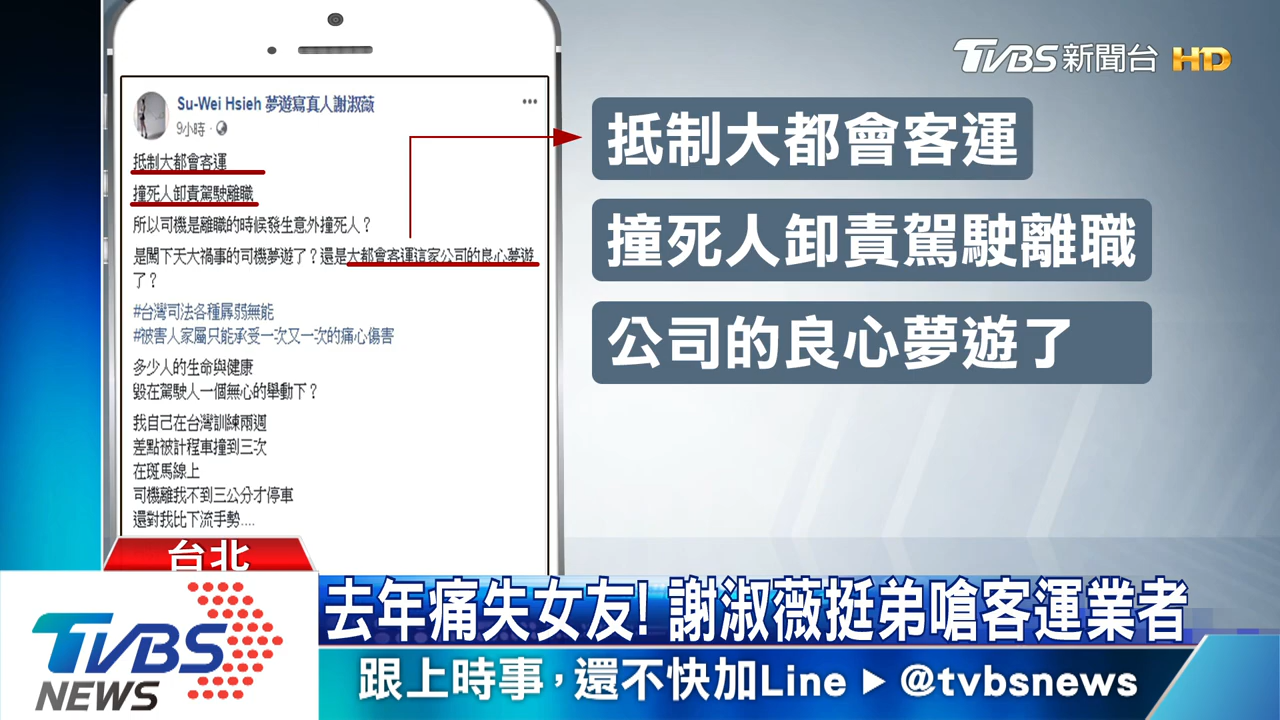 TVBS新聞台 HD
Su-Wei Hsieh 夢遊寫真人謝淑薇
9小時
抵制大都會客運
撞死人卸責駕駛離職
所以司機是離職的時候發生意外撞死人？
是闖下天大禍事的司機夢遊了？還是大都會客運這家公司的良心夢遊
了？
#台灣司法各種孱弱無能
#被害人家屬只能承受一次又一次的痛心傷害
多少人的生命與健康
毀在駕駛人一個無心的舉動下？
我自己在台灣訓練兩週
差點被計程車撞到三次
在斑馬線上
司機離我不到三公分才停車
還對我比下流手勢....
抵制大都會客運
撞死人卸責駕駛離職
公司的良心夢遊了
台北
去年痛失女友!謝淑薇挺弟嗆客運業者
TVBS
NEWS
跟上時事,還不快加Line ▶ @tvbsnews